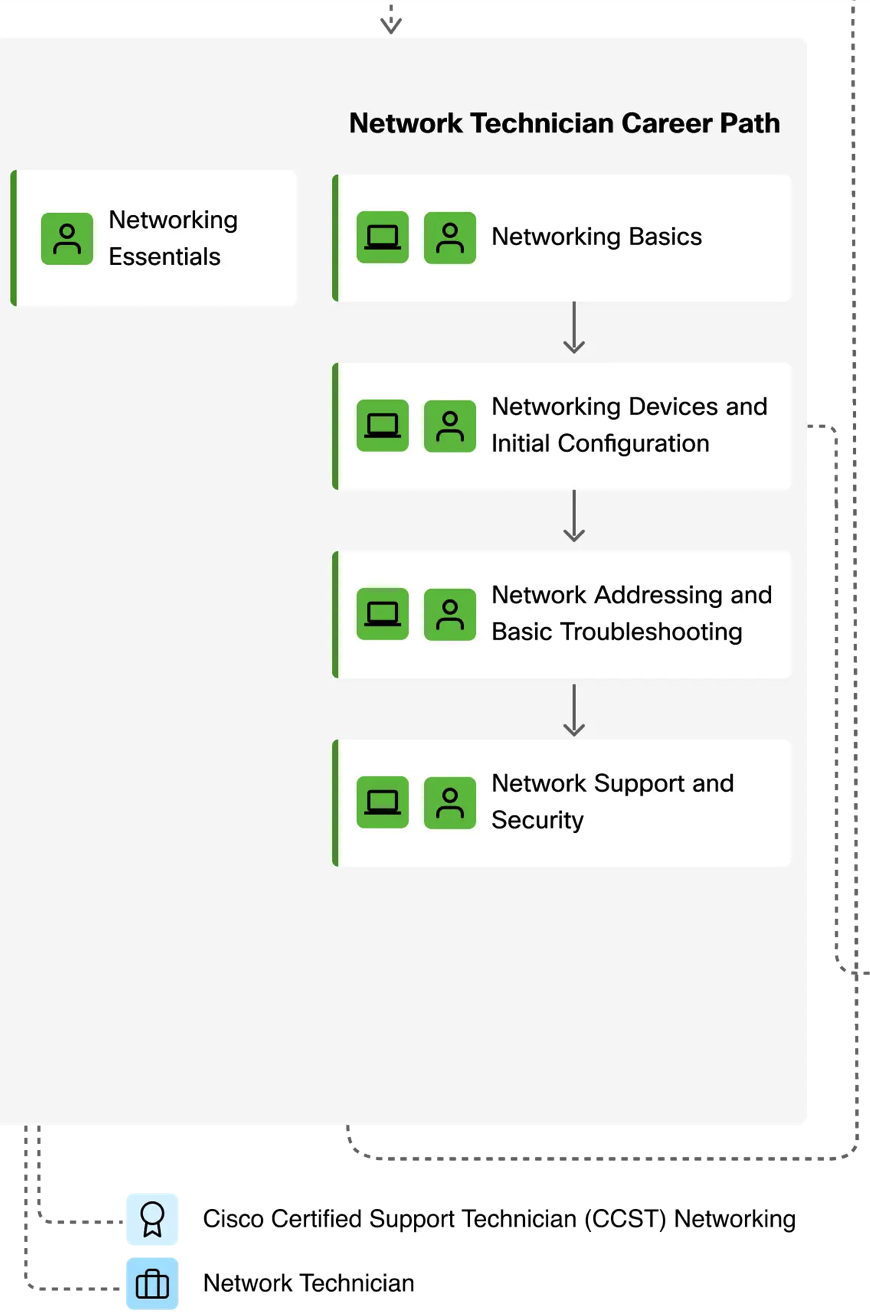 Network Technician Career Path
Networking
Essentials
Networking Basics
Networking Devices and
Initial Configuration
Network Addressing and
Basic Troubleshooting
Network Support and
Security
Cisco Certified Support Technician (CCST) Networking
Network Technician